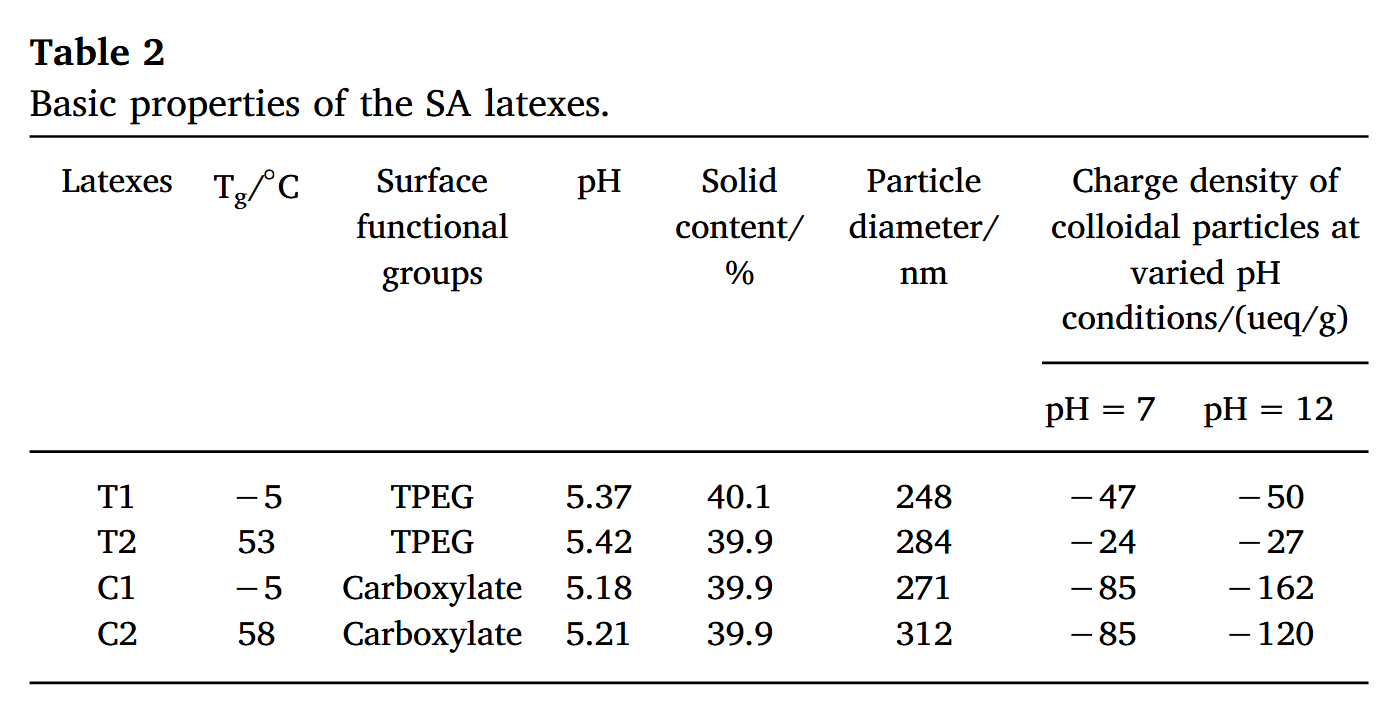 Table 2
Basic properties of the SA latexes.
Latexes Tg/°C Surface functional groups pH Solid content/ % Particle diameter/ nm Charge density of colloidal particles at varied pH conditions/(ueq/g)
pH = 7 pH = 12
T1 −5 TPEG 5.37 40.1 248 −47 −50
T2 53 TPEG 5.42 39.9 284 −24 −27
C1 −5 Carboxylate 5.18 39.9 271 −85 −162
C2 58 Carboxylate 5.21 39.9 312 −85 −120